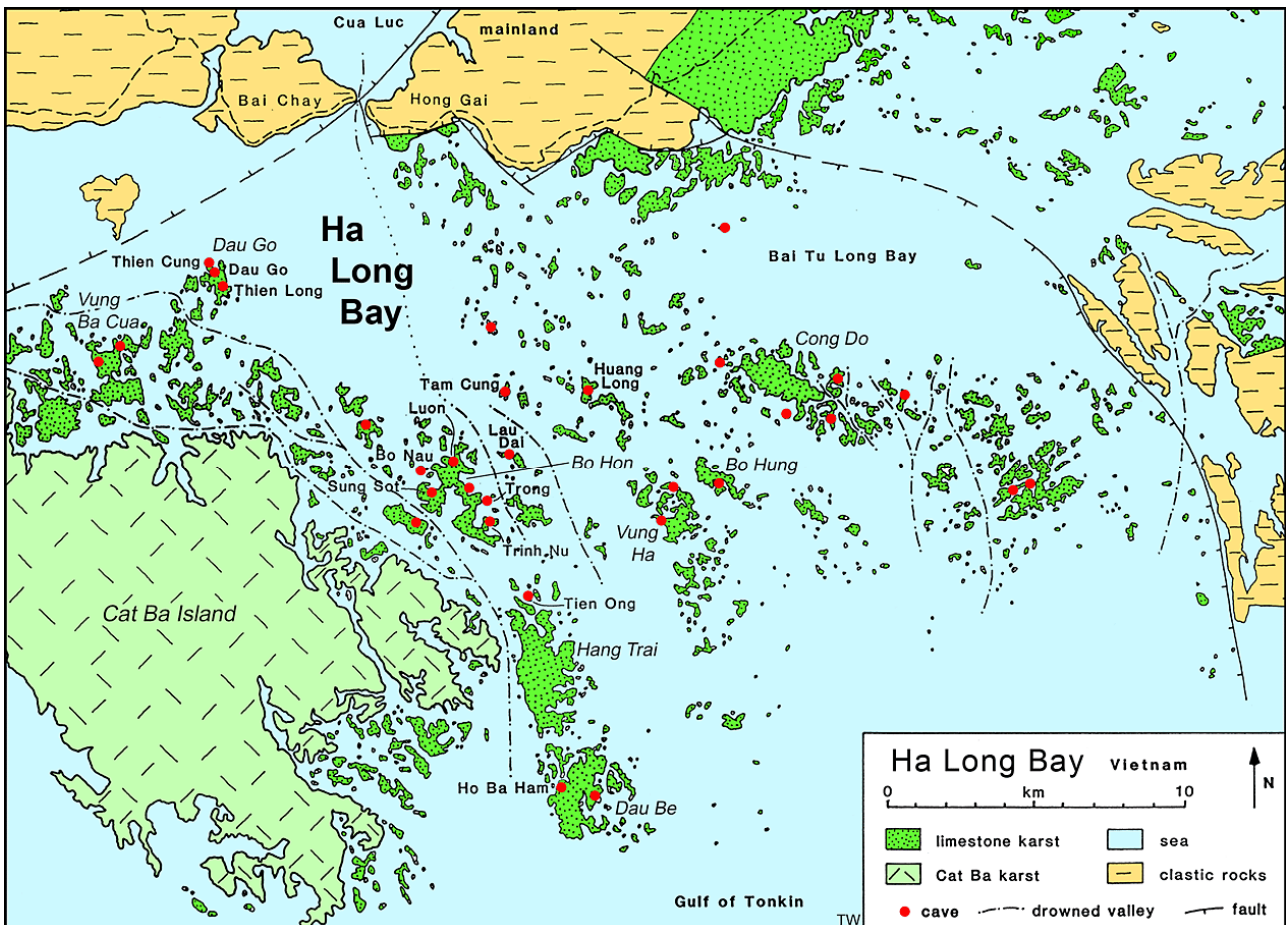 Cua Luc
mainland
Bai Chay
Hong Gai
Ha
Long
Bay
Dau Go
Thien Cung
Dau Go
Thien Long
Bai Tu Long Bay
Vung
Ba Cua
Cong Do
Huang
Long
Tam Cung
Luon
Lau
Dai
Bo Nau
Bo Hon
Bo Hung
Sung Sot
Trong
Vung
Ha
Trinh Nu
Tien Ong
Cat Ba Island
Hang Trai
Ho Ba Ham
Dau Be
Gulf of Tonkin
TW
Ha Long Bay Vietnam
0 km 10
N
limestone karst
sea
Cat Ba karst
clastic rocks
cave
drowned valley
fault